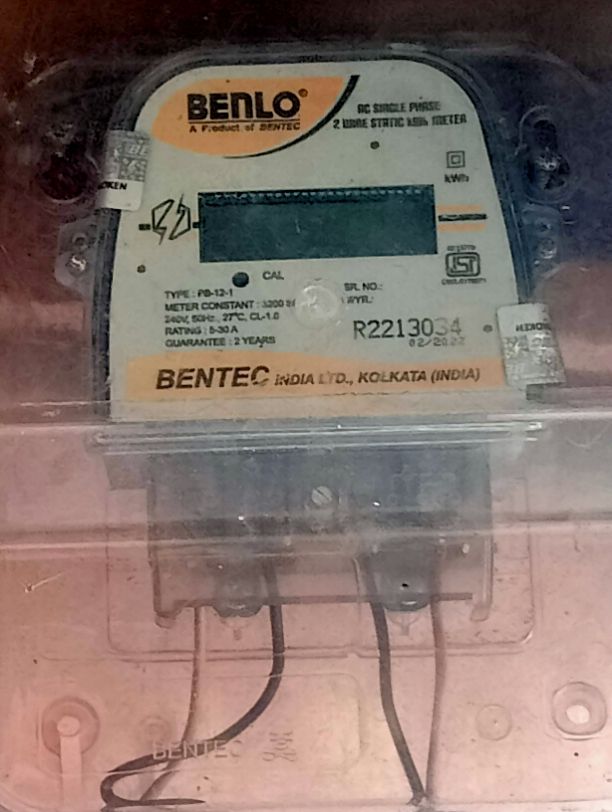 BENLO®
A Product of BENTEC
AC SINGLE PHASE
2 WIRE STATIC kWh METER
kWh
CAL
TYPE : PB-12-1
METER CONSTANT : 3200
240V, 50Hz., 27°C, CL-1.0
RATING : 5-30 A
GUARANTEE : 2 YEARS
SR. NO.:
R2213034
02/2022
BENTEC INDIA LTD., KOLKATA (INDIA)
BENTEC